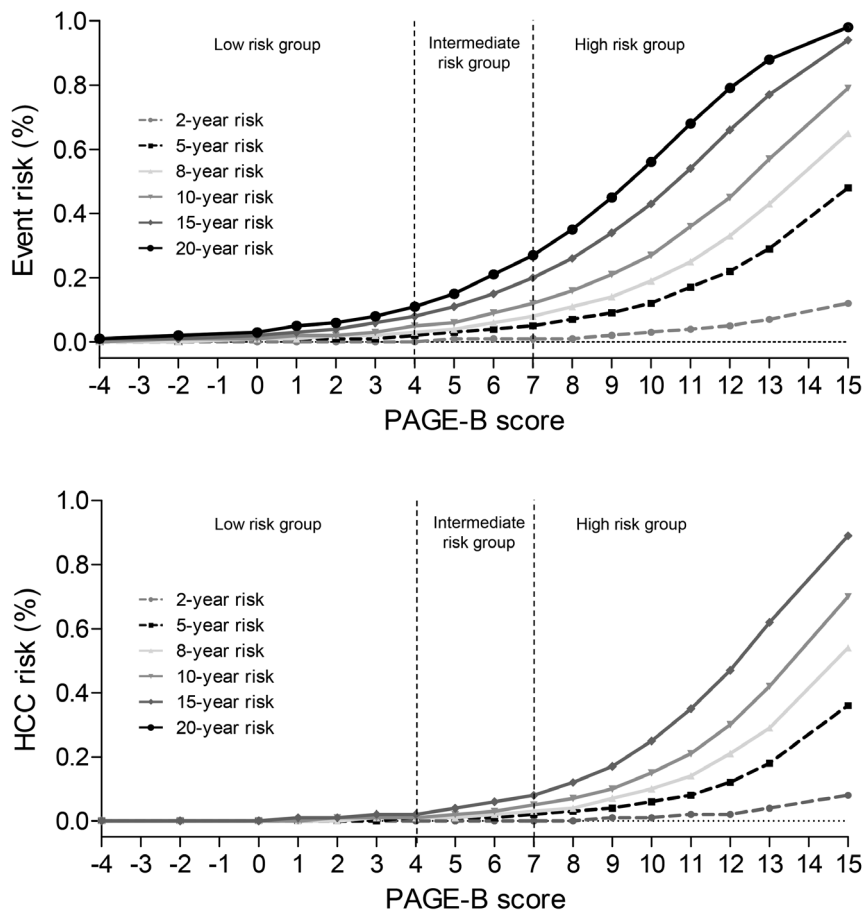 Event risk (%)
1.0
0.8
0.6
0.4
0.2
0.0
Low risk group
Intermediate
risk group
High risk group
2-year risk
5-year risk
8-year risk
10-year risk
15-year risk
20-year risk
-4 -3 -2 -1 0 1 2 3 4 5 6 7 8 9 10 11 12 13 15
PAGE-B score
HCC risk (%)
1.0
0.8
0.6
0.4
0.2
0.0
Low risk group
Intermediate
risk group
High risk group
2-year risk
5-year risk
8-year risk
10-year risk
15-year risk
20-year risk
-4 -3 -2 -1 0 1 2 3 4 5 6 7 8 9 10 11 12 13 15
PAGE-B score